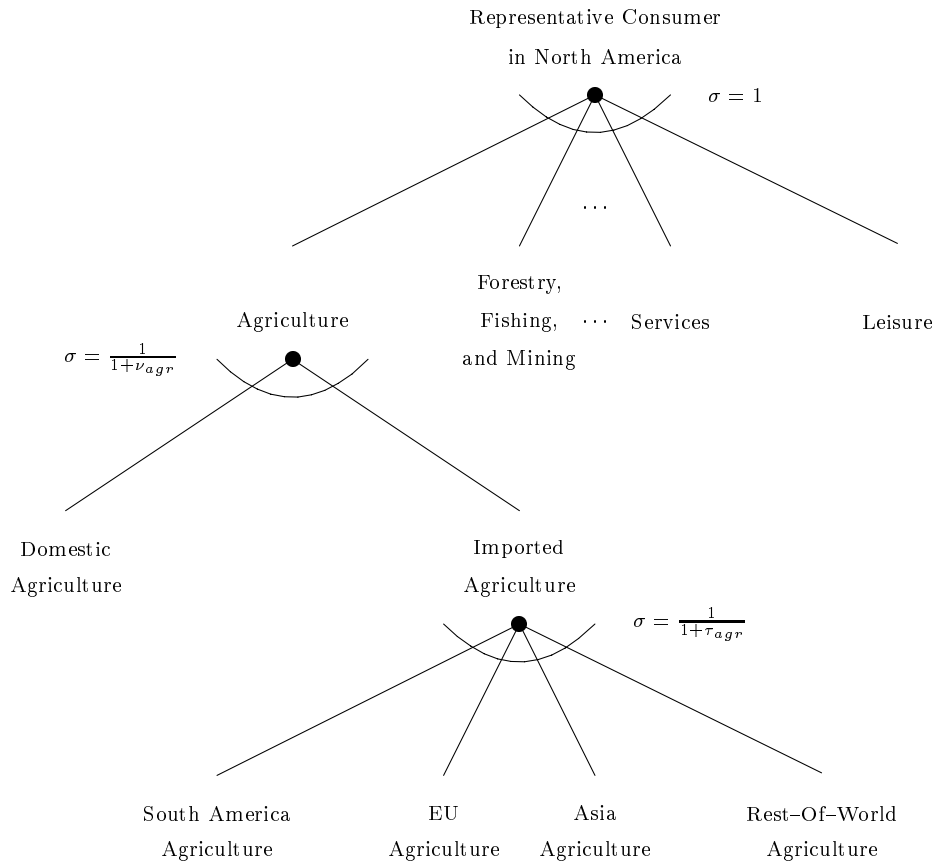 Representative Consumer
in North America
σ = 1
· · ·
Forestry,
Fishing,
and Mining
Agriculture
· · ·
Services
Leisure
σ = 1/(1+ν_agr)
Domestic
Agriculture
Imported
Agriculture
σ = 1/(1+τ_agr)
South America
Agriculture
EU
Agriculture
Asia
Agriculture
Rest–Of–World
Agriculture